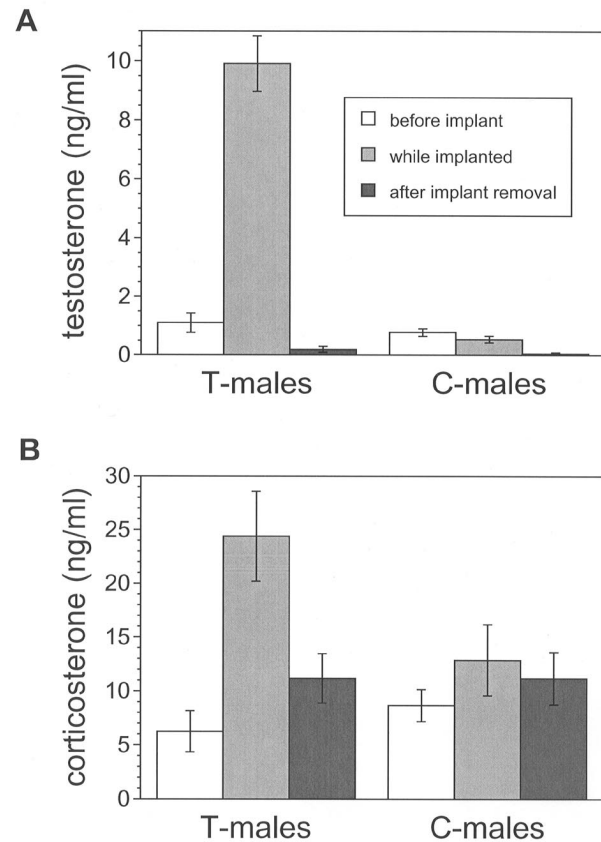 A
testosterone (ng/ml)
10
8
6
4
2
0
before implant
while implanted
after implant removal
T-males
C-males
B
corticosterone (ng/ml)
30
25
20
15
10
5
0
T-males
C-males